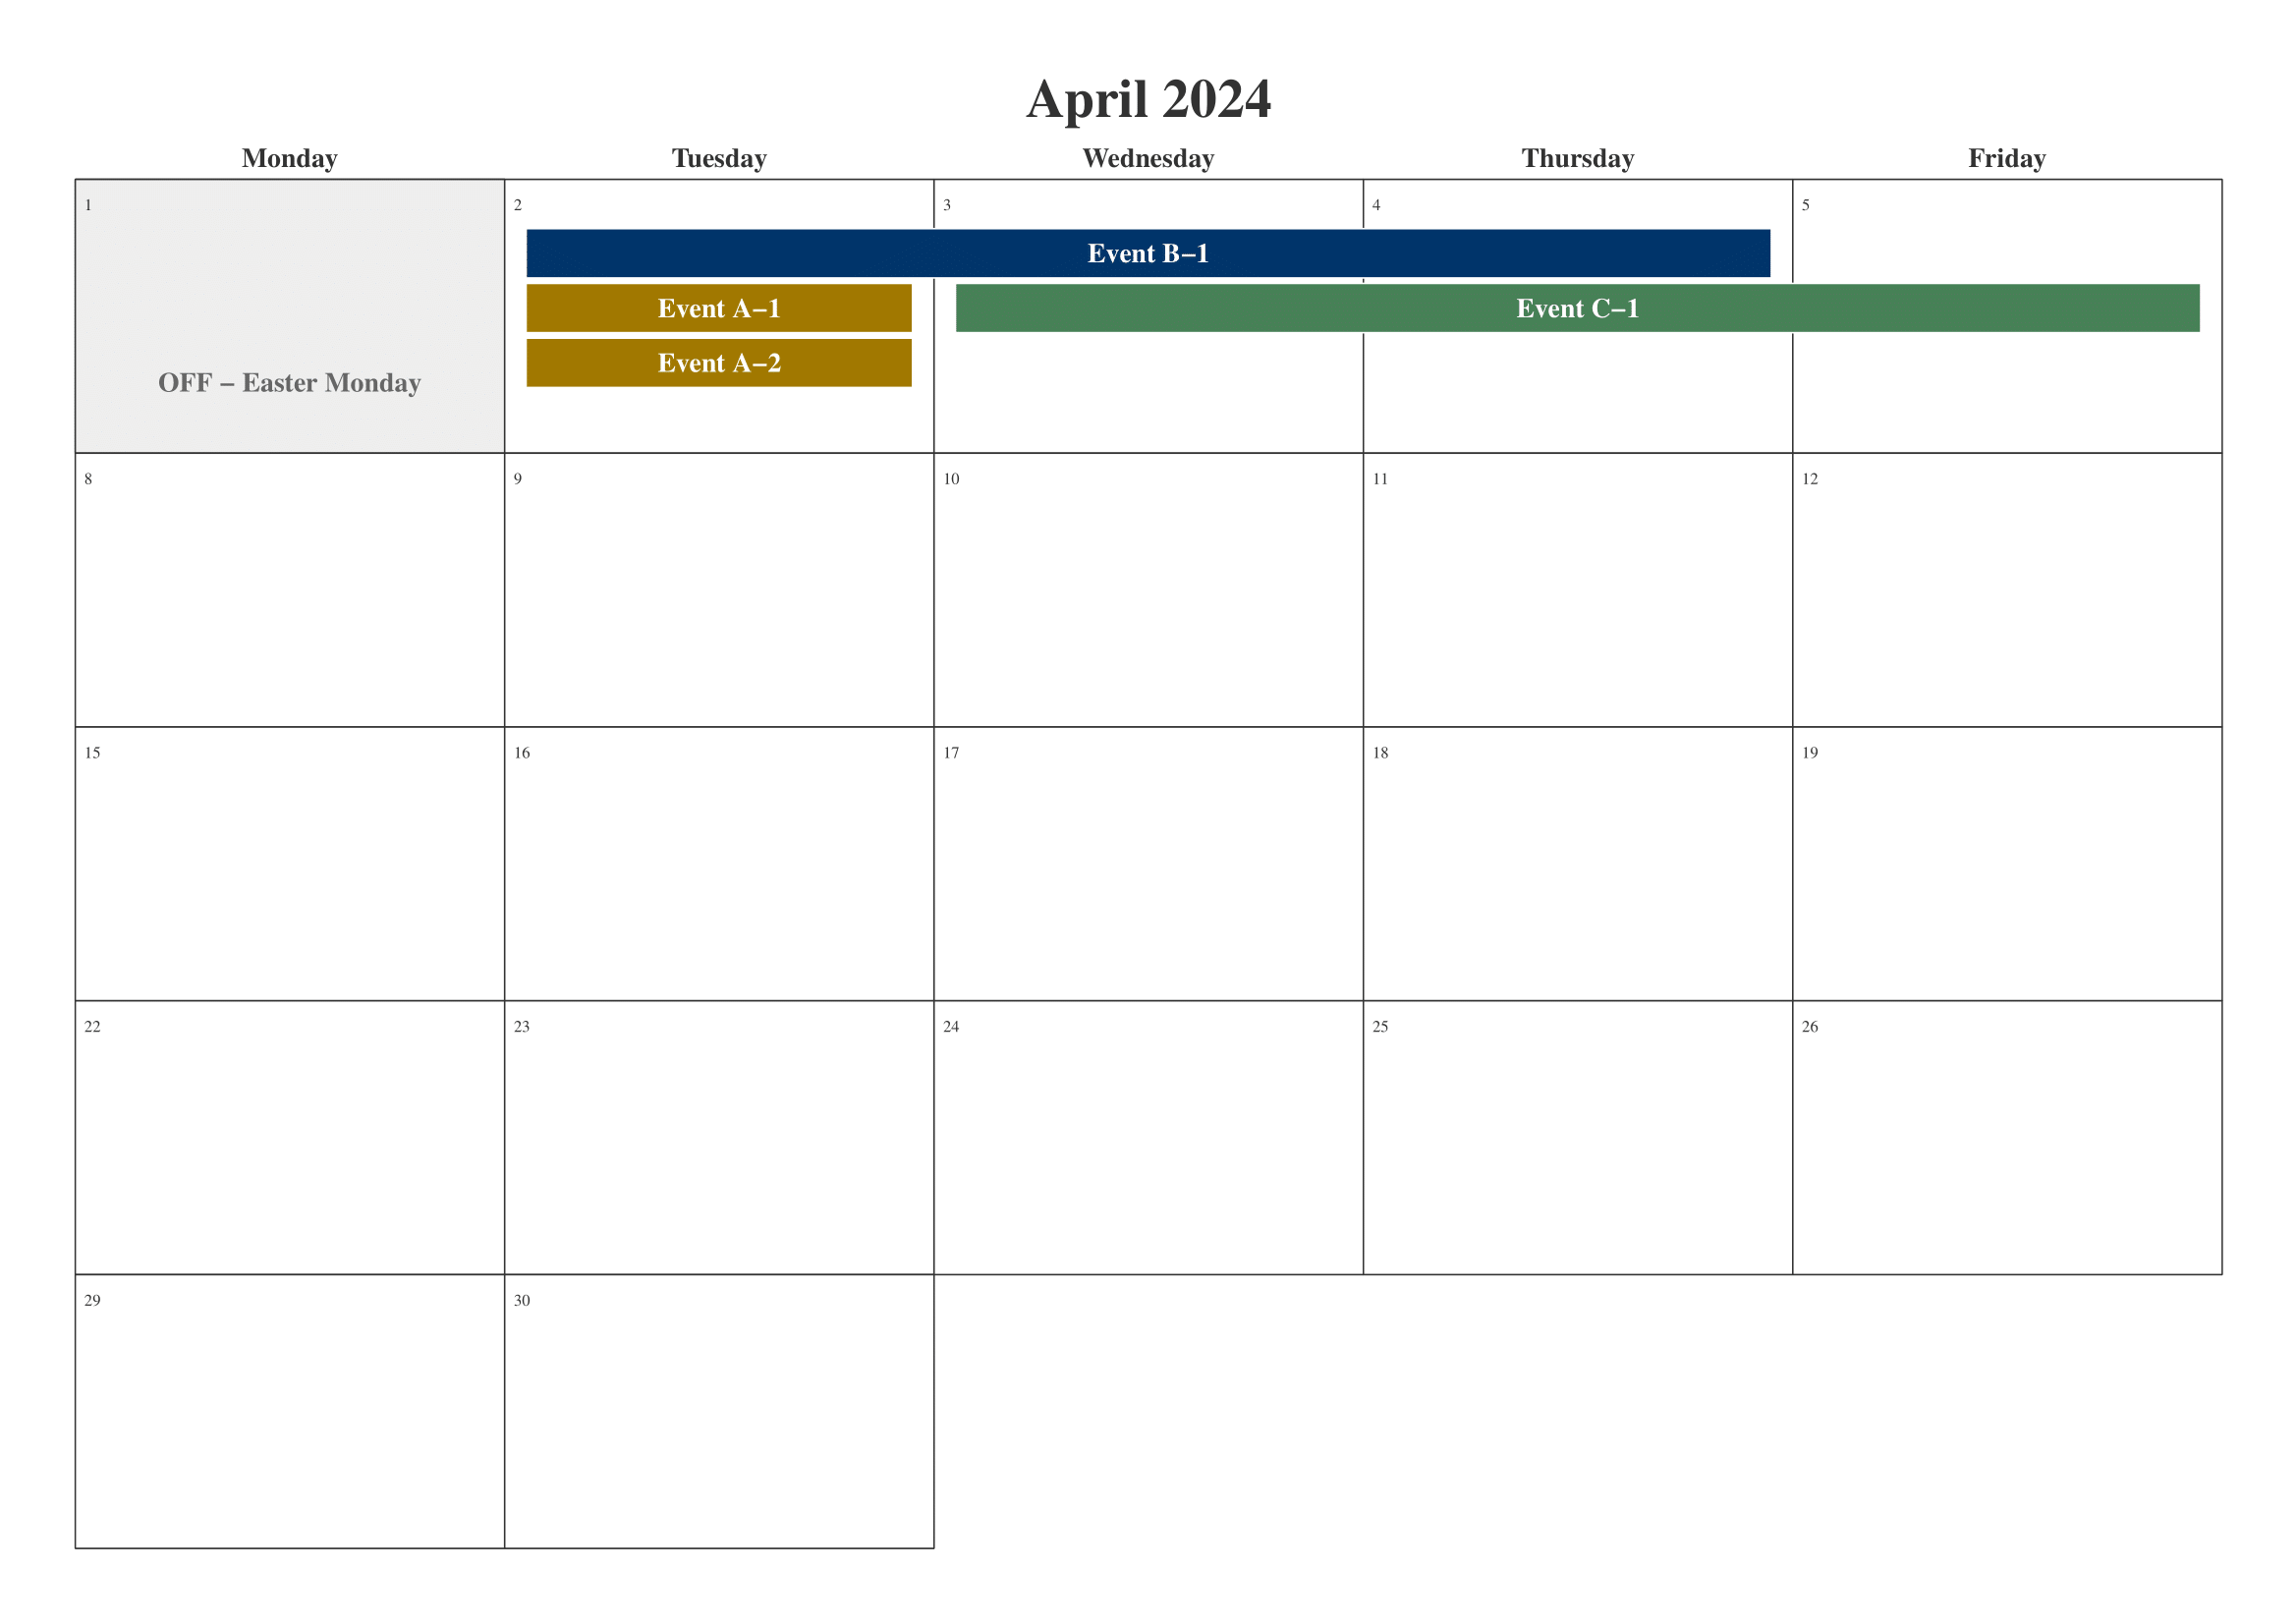 April 2024
Monday Tuesday Wednesday Thursday Friday
1 2 3 4 5
Event B–1
Event A–1 Event C–1
Event A–2
OFF – Easter Monday
8 9 10 11 12
15 16 17 18 19
22 23 24 25 26
29 30